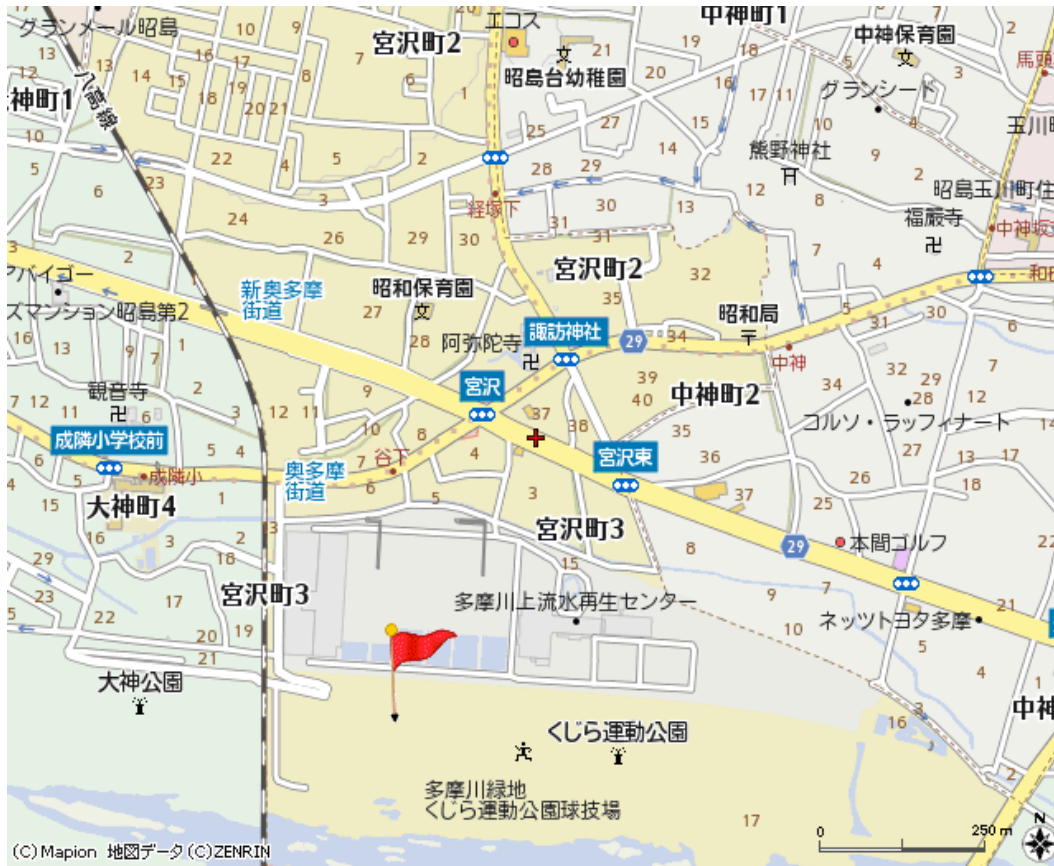 グランメール昭島
宮沢町2
エコス
中神町1
昭島台幼稚園
中神保育園
グランシード
八高線
神町1
熊野神社
昭島玉川町住
経塚下
福厳寺
中神坂
宮沢町2
バイゴー
ズマンション昭島第2
新奥多摩
街道
昭和保育園
阿弥陀寺
諏訪神社
29
昭和局
中神
宮沢
中神町2
観音寺
コルソ・ラッフィナート
成隣小学校前
成隣小
奥多摩
街道
谷下
宮沢東
大神町4
宮沢町3
29
本間ゴルフ
宮沢町3
多摩川上流水再生センター
ネッツトヨタ多摩
大神公園
くじら運動公園
多摩川緑地
くじら運動公園球技場
中神
0
250 m
N
(C) Mapion 地図データ (C)ZENRIN